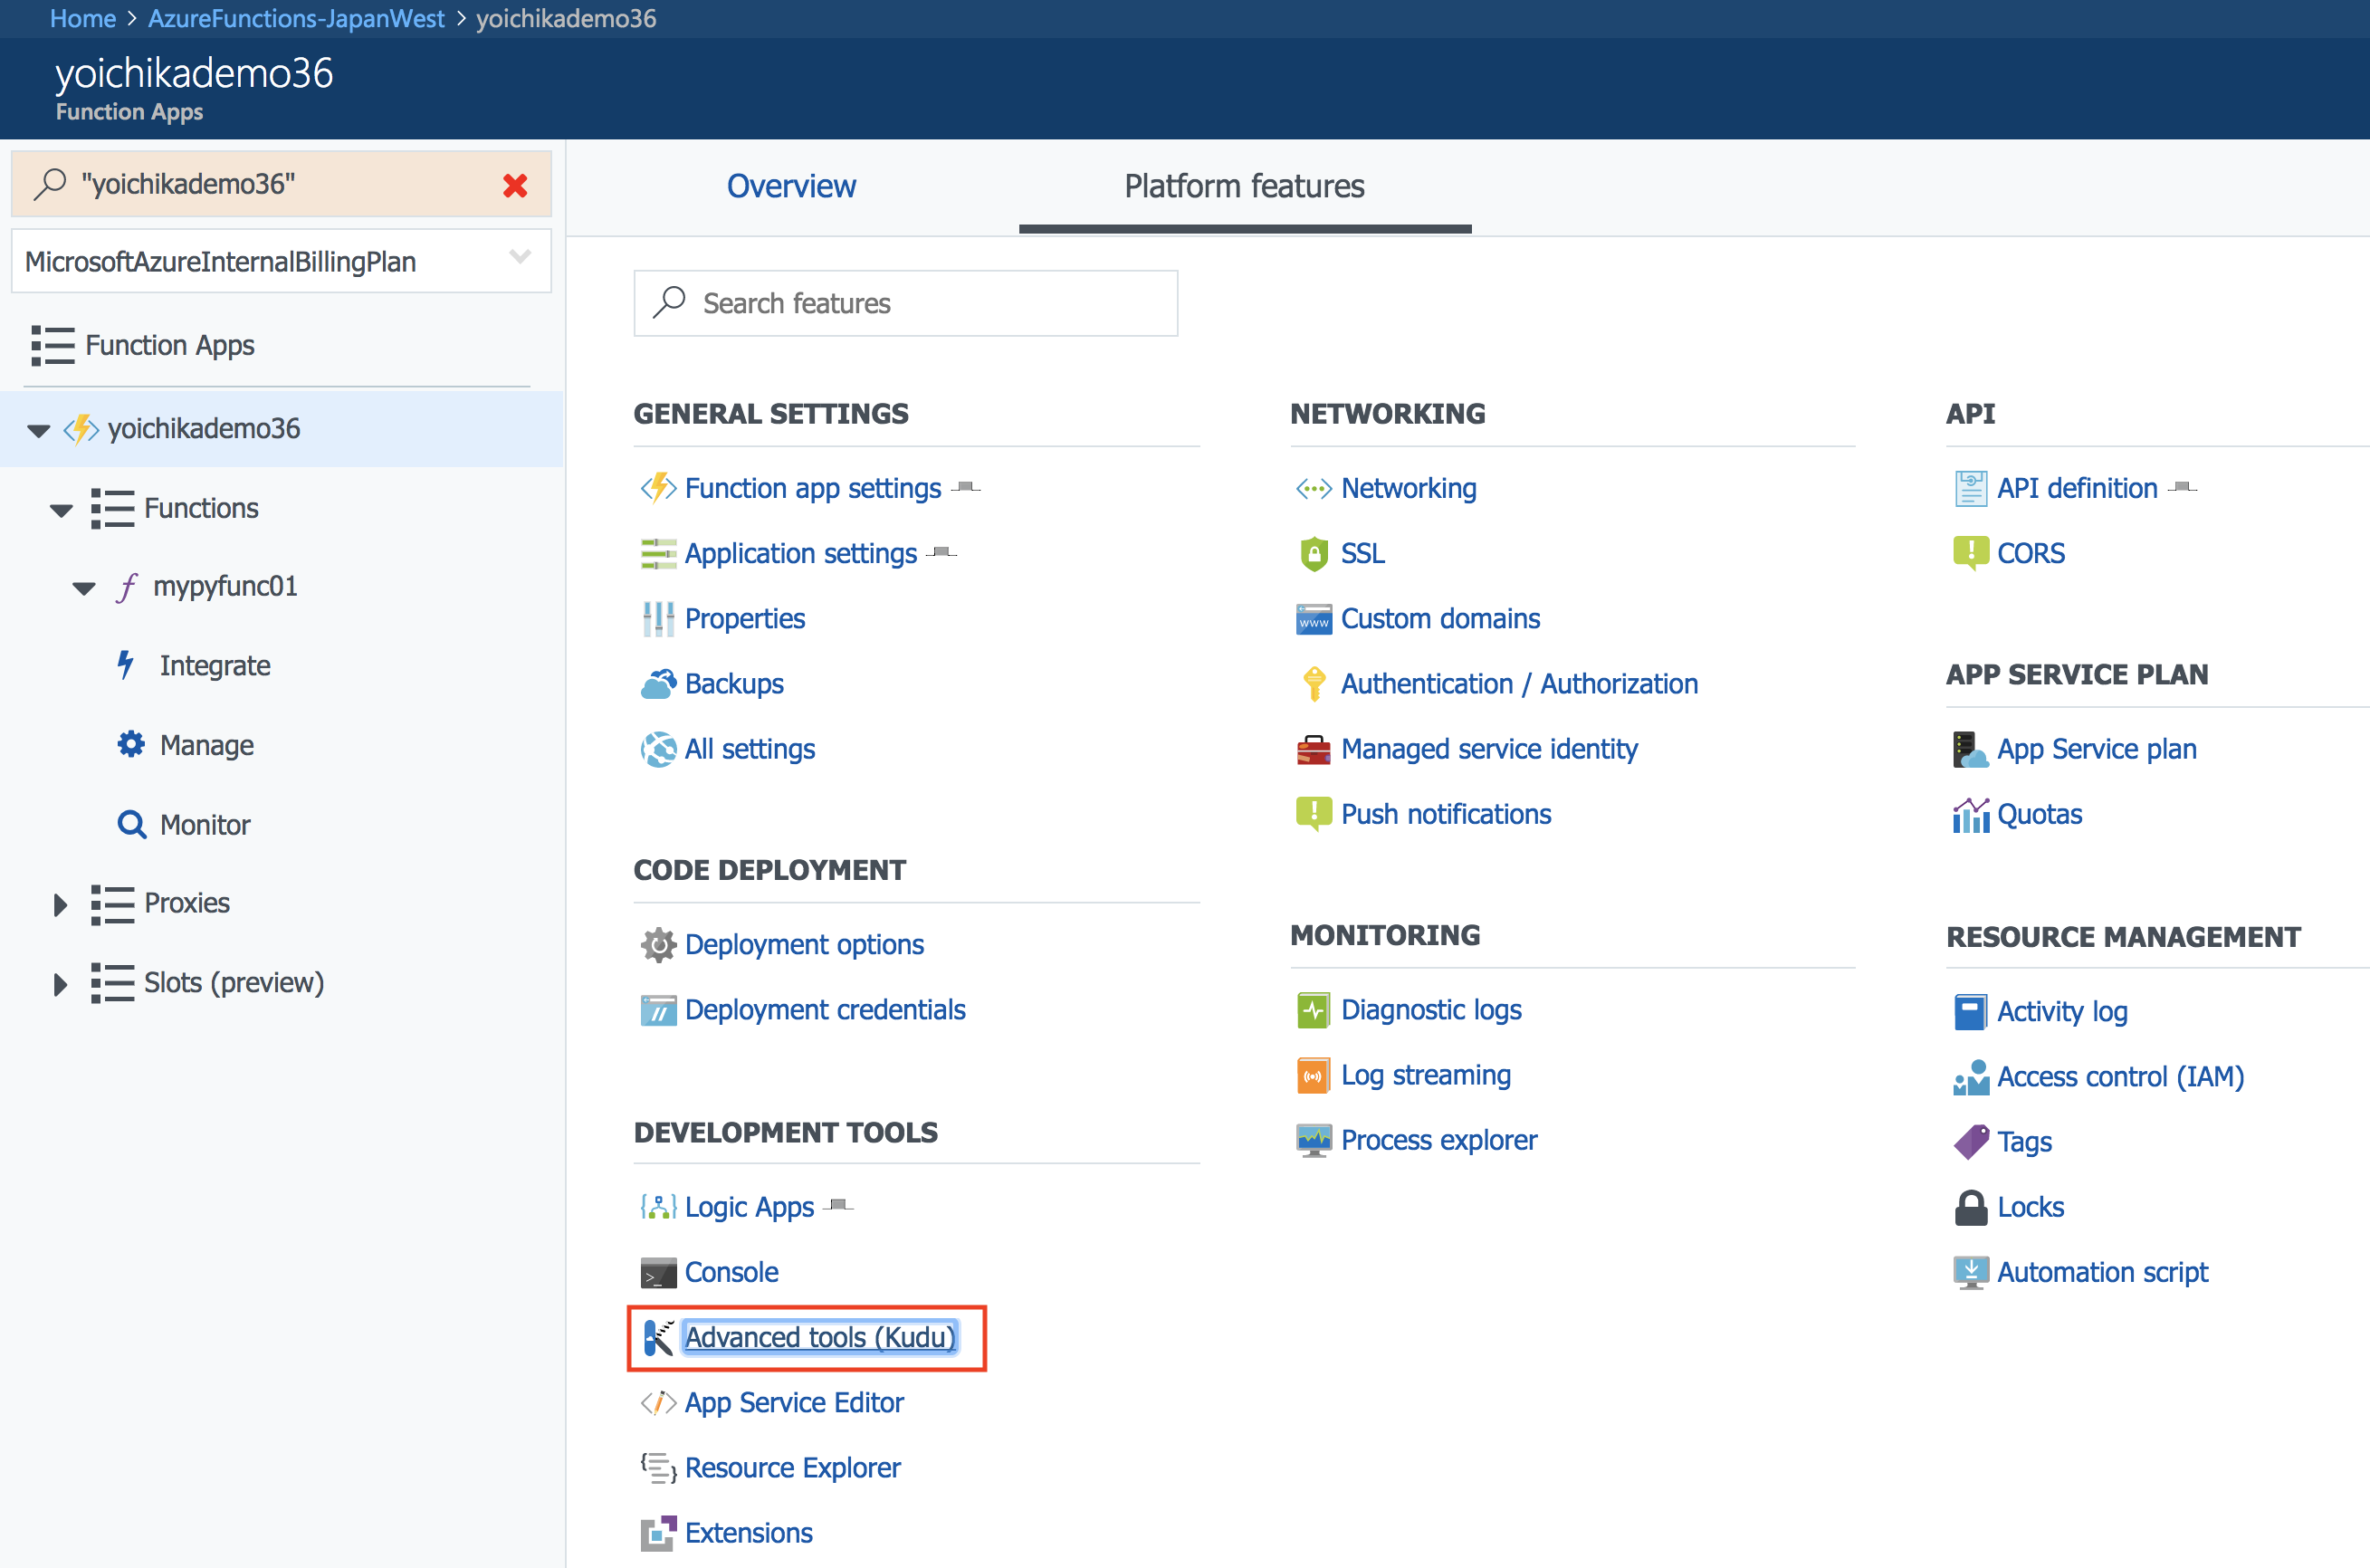 Home > AzureFunctions-JapanWest > yoichikademo36
yoichikademo36
Function Apps
"yoichikademo36"
MicrosoftAzureInternalBillingPlan
Function Apps
yoichikademo36
Functions
mypyfunc01
Integrate
Manage
Monitor
Proxies
Slots (preview)
Overview
Platform features
Search features
GENERAL SETTINGS
Function app settings
Application settings
Properties
Backups
All settings
CODE DEPLOYMENT
Deployment options
Deployment credentials
DEVELOPMENT TOOLS
Logic Apps
Console
Advanced tools (Kudu)
App Service Editor
Resource Explorer
Extensions
NETWORKING
Networking
SSL
www
Custom domains
Authentication / Authorization
Managed service identity
Push notifications
MONITORING
Diagnostic logs
Log streaming
Process explorer
API
API definition
CORS
APP SERVICE PLAN
App Service plan
Quotas
RESOURCE MANAGEMENT
Activity log
Access control (IAM)
Tags
Locks
Automation script